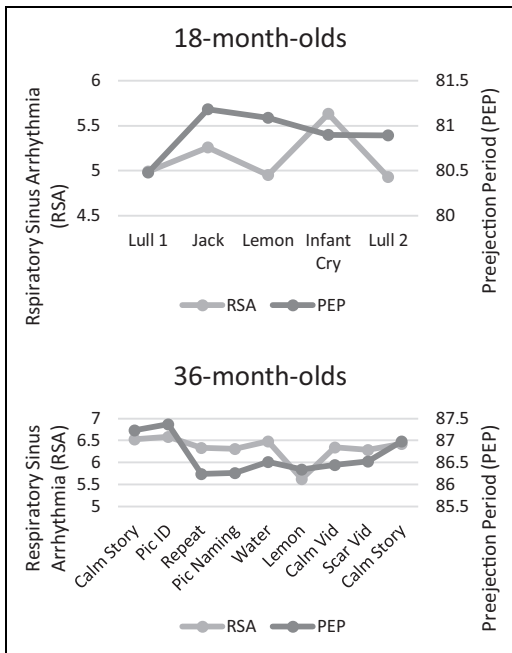 18-month-olds
Rspiratory Sinus Arrhythmia
(RSA)
6
5.5
5
4.5
81.5
81
80.5
80
Preejection Period (PEP)
Lull 1 Jack Lemon Infant Cry Lull 2
RSA PEP
36-month-olds
Respiratory Sinus
Arrhythmia (RSA)
7
6.5
6
5.5
5
87.5
87
86.5
86
85.5
Preejection Period (PEP)
Calm Story
Pic ID
Repeat
Pic Naming
Water
Lemon
Calm Vid
Scar Vid
Calm Story
RSA PEP